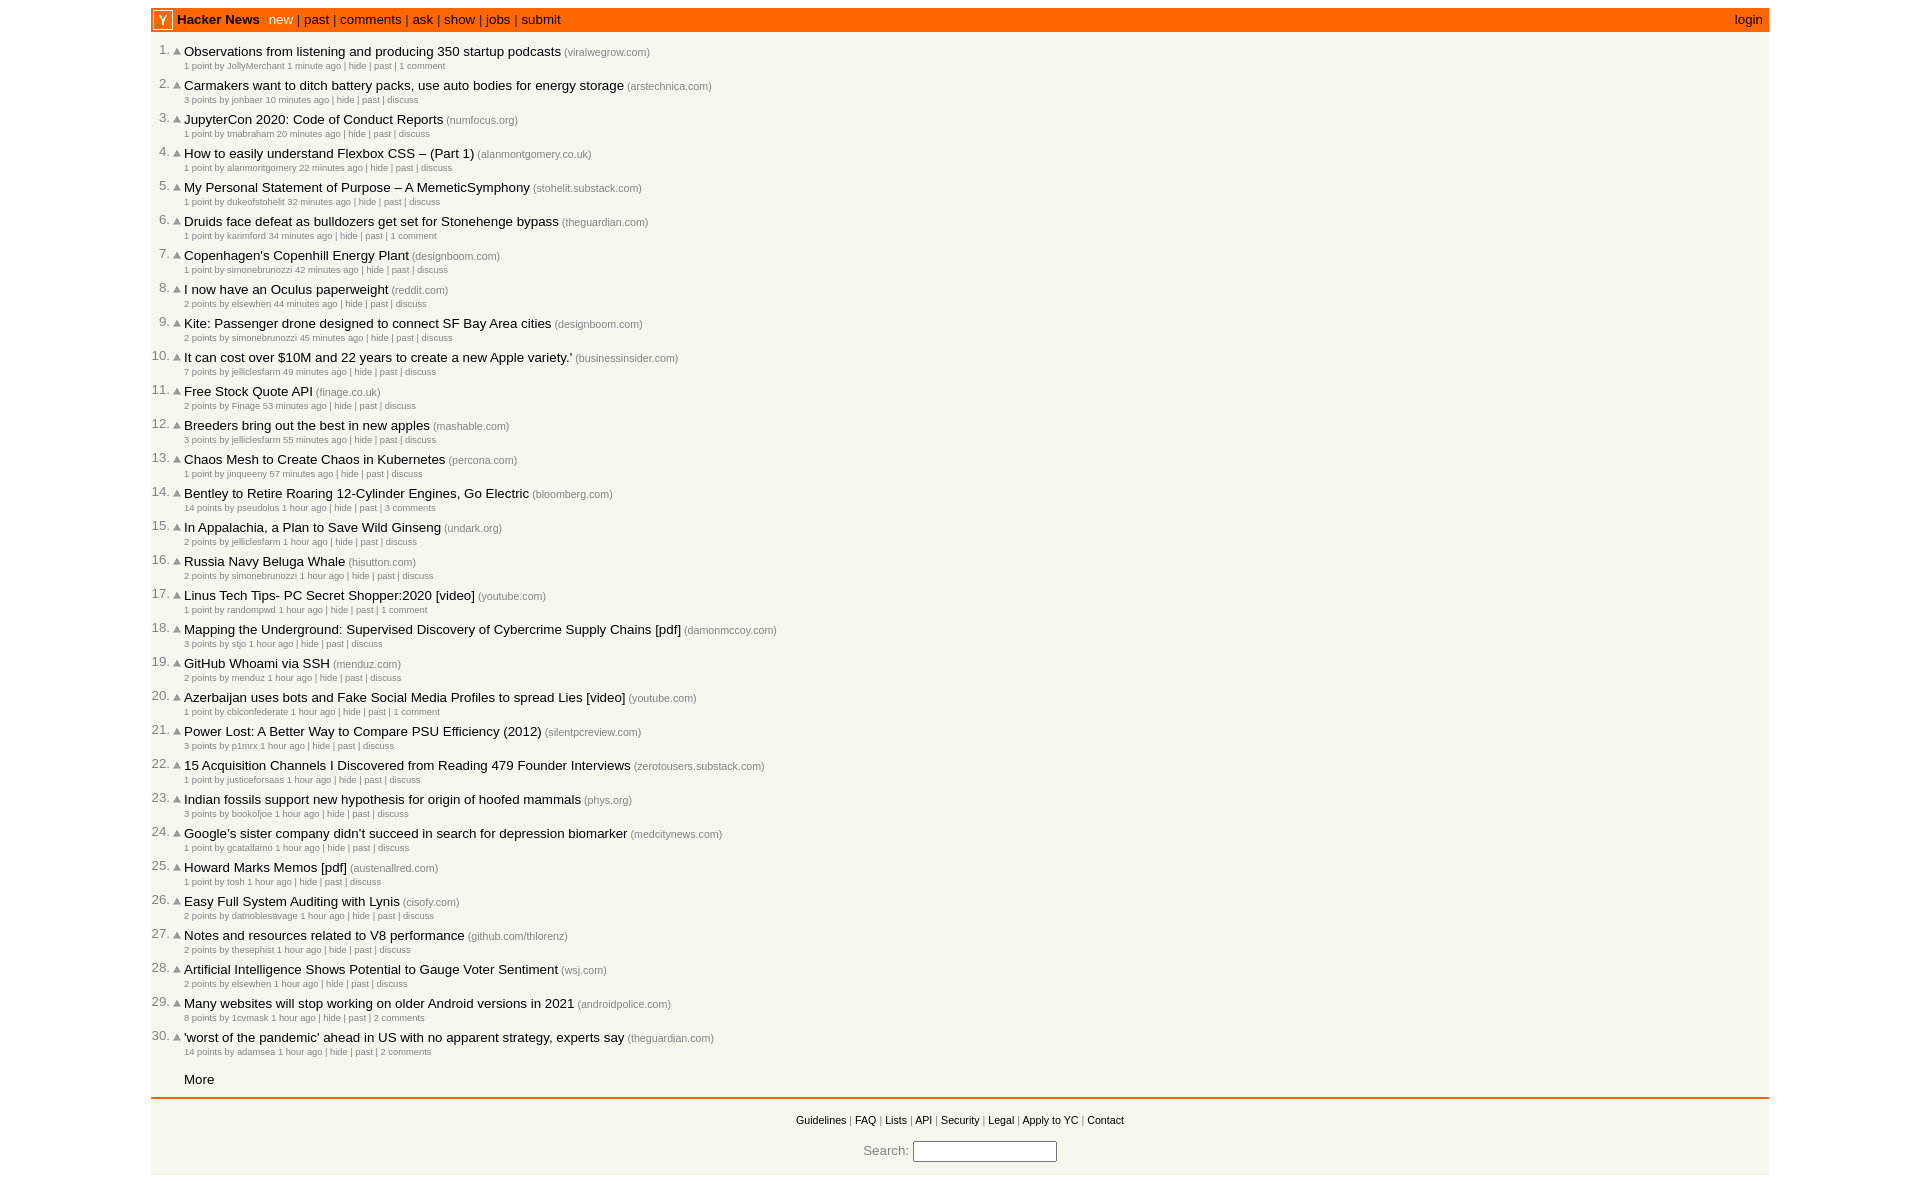 Y Hacker News new | past | comments | ask | show | jobs | submit login
1. Observations from listening and producing 350 startup podcasts (viralwegrow.com)
1 point by JollyMerchant 1 minute ago | hide | past | 1 comment
2. Carmakers want to ditch battery packs, use auto bodies for energy storage (arstechnica.com)
3 points by jonbaer 10 minutes ago | hide | past | discuss
3. JupyterCon 2020: Code of Conduct Reports (numfocus.org)
1 point by tmabraham 20 minutes ago | hide | past | discuss
4. How to easily understand Flexbox CSS – (Part 1) (alanmontgomery.co.uk)
1 point by alanmontgomery 22 minutes ago | hide | past | discuss
5. My Personal Statement of Purpose – A MemeticSymphony (stohelit.substack.com)
1 point by dukeofstohelit 32 minutes ago | hide | past | discuss
6. Druids face defeat as bulldozers get set for Stonehenge bypass (theguardian.com)
1 point by karimford 34 minutes ago | hide | past | 1 comment
7. Copenhagen's Copenhill Energy Plant (designboom.com)
1 point by simonebrunozzi 42 minutes ago | hide | past | discuss
8. I now have an Oculus paperweight (reddit.com)
2 points by elsewhen 44 minutes ago | hide | past | discuss
9. Kite: Passenger drone designed to connect SF Bay Area cities (designboom.com)
2 points by simonebrunozzi 45 minutes ago | hide | past | discuss
10. It can cost over $10M and 22 years to create a new Apple variety.' (businessinsider.com)
7 points by jelliclesfarm 49 minutes ago | hide | past | discuss
11. Free Stock Quote API (finage.co.uk)
2 points by Finage 53 minutes ago | hide | past | discuss
12. Breeders bring out the best in new apples (mashable.com)
3 points by jelliclesfarm 55 minutes ago | hide | past | discuss
13. Chaos Mesh to Create Chaos in Kubernetes (percona.com)
1 point by jinqueeny 57 minutes ago | hide | past | discuss
14. Bentley to Retire Roaring 12-Cylinder Engines, Go Electric (bloomberg.com)
14 points by pseudolus 1 hour ago | hide | past | 3 comments
15. In Appalachia, a Plan to Save Wild Ginseng (undark.org)
2 points by jelliclesfarm 1 hour ago | hide | past | discuss
16. Russia Navy Beluga Whale (hisutton.com)
2 points by simonebrunozzi 1 hour ago | hide | past | discuss
17. Linus Tech Tips- PC Secret Shopper:2020 [video] (youtube.com)
1 point by randompwd 1 hour ago | hide | past | 1 comment
18. Mapping the Underground: Supervised Discovery of Cybercrime Supply Chains [pdf] (damonmccoy.com)
3 points by stjo 1 hour ago | hide | past | discuss
19. GitHub Whoami via SSH (menduz.com)
2 points by menduz 1 hour ago | hide | past | discuss
20. Azerbaijan uses bots and Fake Social Media Profiles to spread Lies [video] (youtube.com)
1 point by cblconfederate 1 hour ago | hide | past | 1 comment
21. Power Lost: A Better Way to Compare PSU Efficiency (2012) (silentpcreview.com)
3 points by p1mrx 1 hour ago | hide | past | discuss
22. 15 Acquisition Channels I Discovered from Reading 479 Founder Interviews (zerotousers.substack.com)
1 point by justiceforsaas 1 hour ago | hide | past | discuss
23. Indian fossils support new hypothesis for origin of hoofed mammals (phys.org)
3 points by bookofjoe 1 hour ago | hide | past | discuss
24. Google’s sister company didn’t succeed in search for depression biomarker (medcitynews.com)
1 point by gcatalfamo 1 hour ago | hide | past | discuss
25. Howard Marks Memos [pdf] (austenallred.com)
1 point by tosh 1 hour ago | hide | past | discuss
26. Easy Full System Auditing with Lynis (cisofy.com)
2 points by datnoblesavage 1 hour ago | hide | past | discuss
27. Notes and resources related to V8 performance (github.com/thlorenz)
2 points by thesephist 1 hour ago | hide | past | discuss
28. Artificial Intelligence Shows Potential to Gauge Voter Sentiment (wsj.com)
2 points by elsewhen 1 hour ago | hide | past | discuss
29. Many websites will stop working on older Android versions in 2021 (androidpolice.com)
8 points by 1cvmask 1 hour ago | hide | past | 2 comments
30. 'worst of the pandemic' ahead in US with no apparent strategy, experts say (theguardian.com)
14 points by adamsea 1 hour ago | hide | past | 2 comments
More
Guidelines | FAQ | Lists | API | Security | Legal | Apply to YC | Contact
Search: